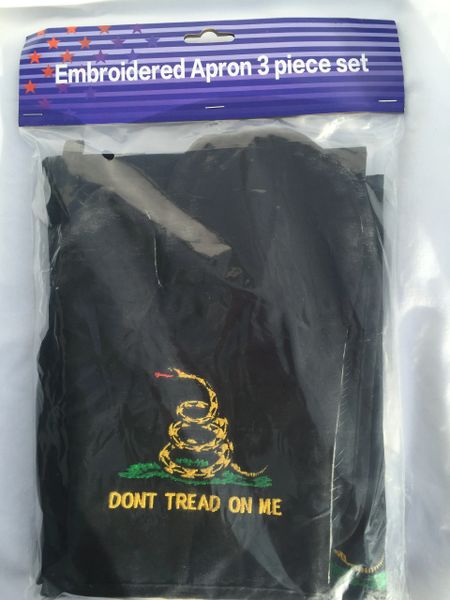 Embroidered Apron 3 piece set
DONT TREAD ON ME